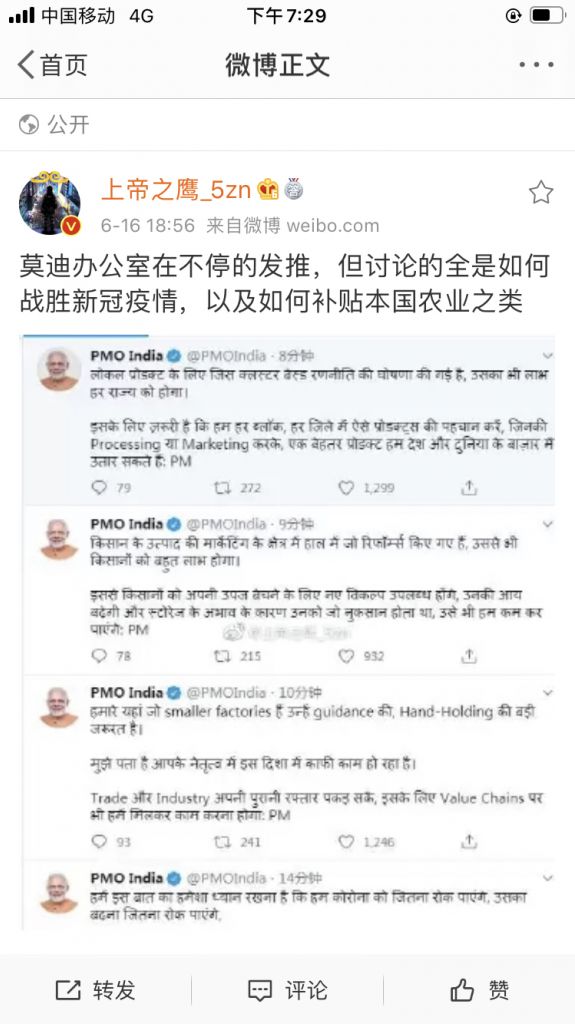 中国移动 4G 下午7:29
首页 微博正文
公开
上帝之鹰_5zn
6-16 18:56 来自微博 weibo.com
莫迪办公室在不停的发推，但讨论的全是如何
战胜新冠疫情，以及如何补贴本国农业之类
PMO India @PMOIndia · 8分钟
लोकल प्रोडक्ट के लिए जिस क्लस्टर बेस्ड रणनीति की घोषणा की गई है, उसका भी लाभ
हर राज्य को होगा।
इसके लिए ज़रूरी है कि हम हर ब्लॉक, हर जिले में ऐसे प्रोडक्ट्स की पहचान करें, जिनकी
Processing या Marketing करके, एक बेहतर प्रोडक्ट हम देश और दुनिया के बाज़ार में
उतार सकते हैं: PM
79 272 1,299
PMO India @PMOIndia · 9分钟
किसान के उत्पाद की मार्केटिंग के क्षेत्र में हाल में जो रिफॉर्म्स किए गए हैं, उससे भी
किसानों को बहुत लाभ होगा।
इससे किसानों को अपनी उपज बेचने के लिए नए विकल्प उपलब्ध होंगे, उनकी आय
बढ़ेगी और स्टोरेज के अभाव के कारण उनको जो नुकसान होता था, उसे भी हम कम कर
पाएंगे: PM
78 215 932
PMO India @PMOIndia · 10分钟
हमारे यहां जो smaller factories हैं उन्हें guidance की, Hand-Holding की बड़ी
जरूरत है।
मुझे पता है आपके नेतृत्व में इस दिशा में काफी काम हो रहा है।
Trade और Industry अपनी पुरानी रफ्तार पकड़ सकें, इसके लिए Value Chains पर
भी हमें मिलकर काम करना होगा: PM
93 241 1,246
PMO India @PMOIndia · 14分钟
हमें इस बात का हमेशा ध्यान रखना है कि हम कोरोना को जितना रोक पाएंगे, उसका
बढ़ना जितना रोक पाएंगे,
转发 评论 赞